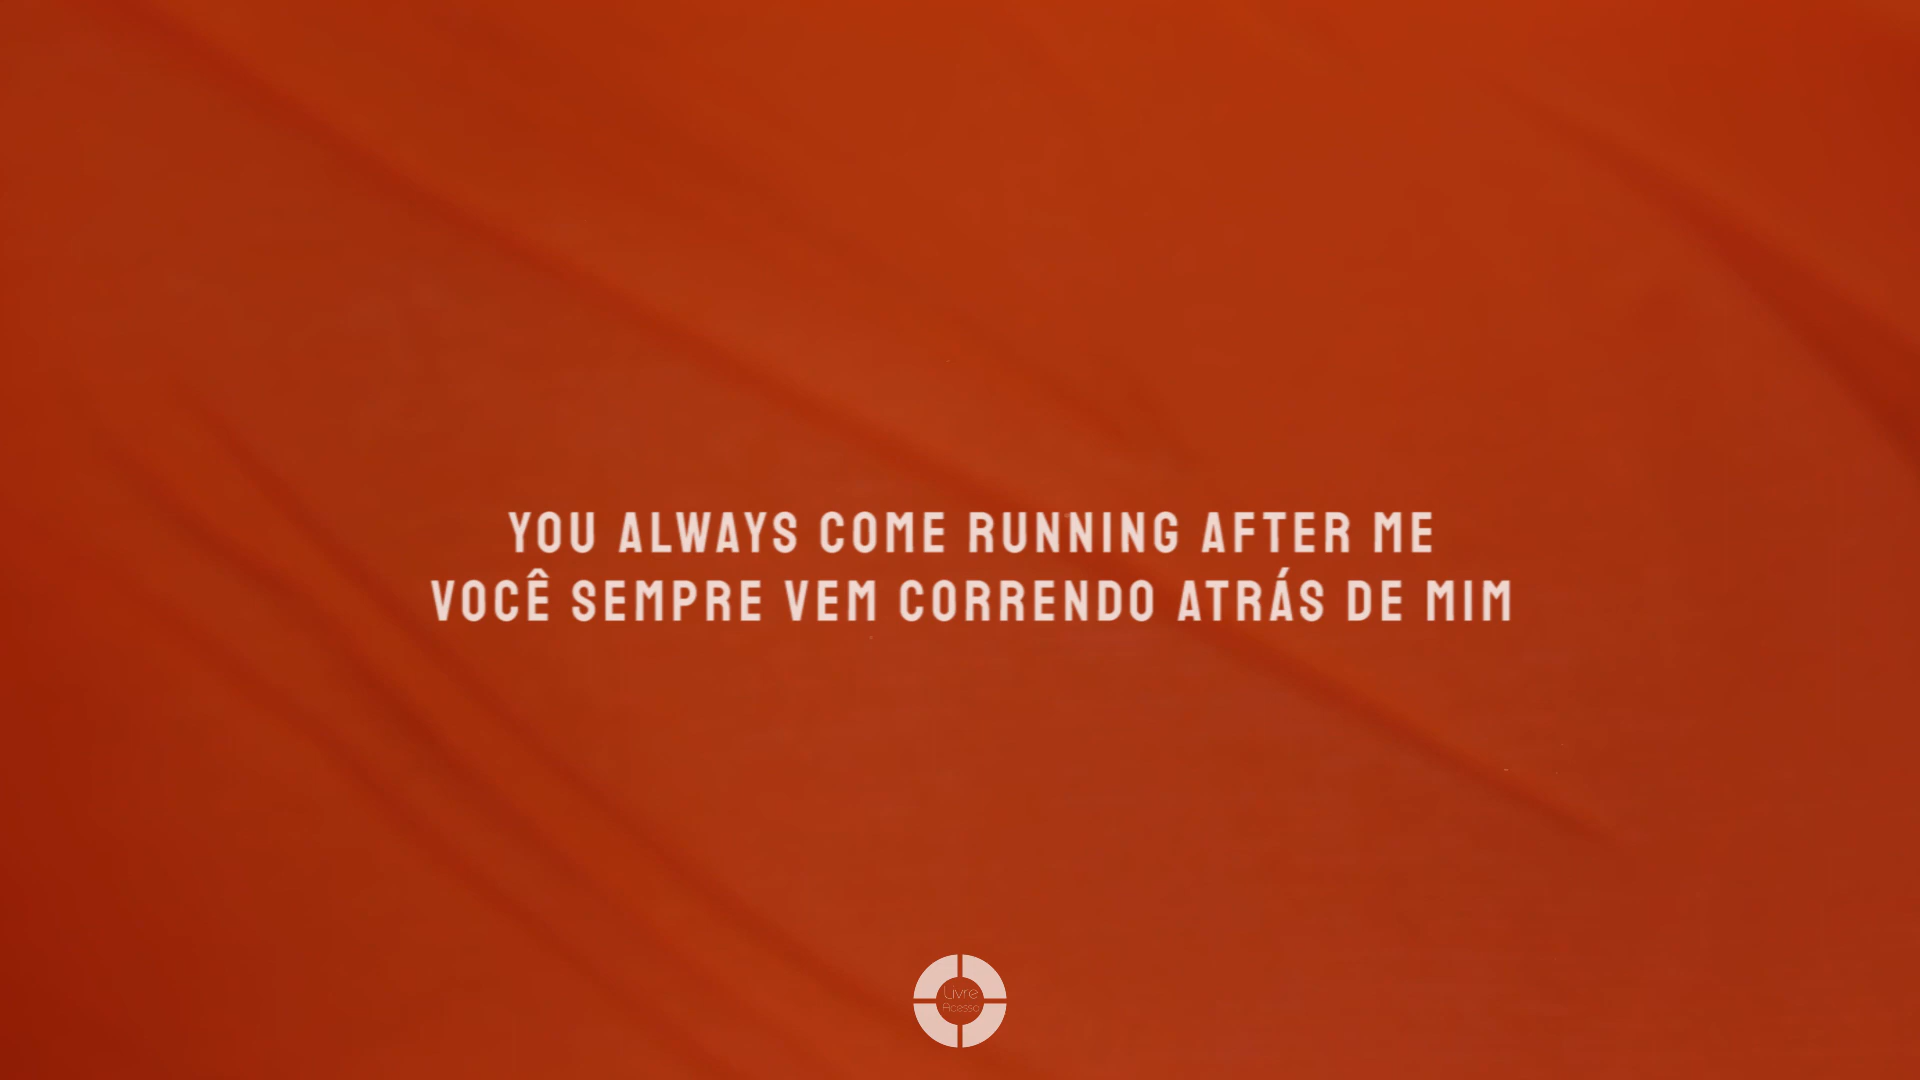 YOU ALWAYS COME RUNNING AFTER ME
VOCÊ SEMPRE VEM CORRENDO ATRÁS DE MIM
Livre
Acesso